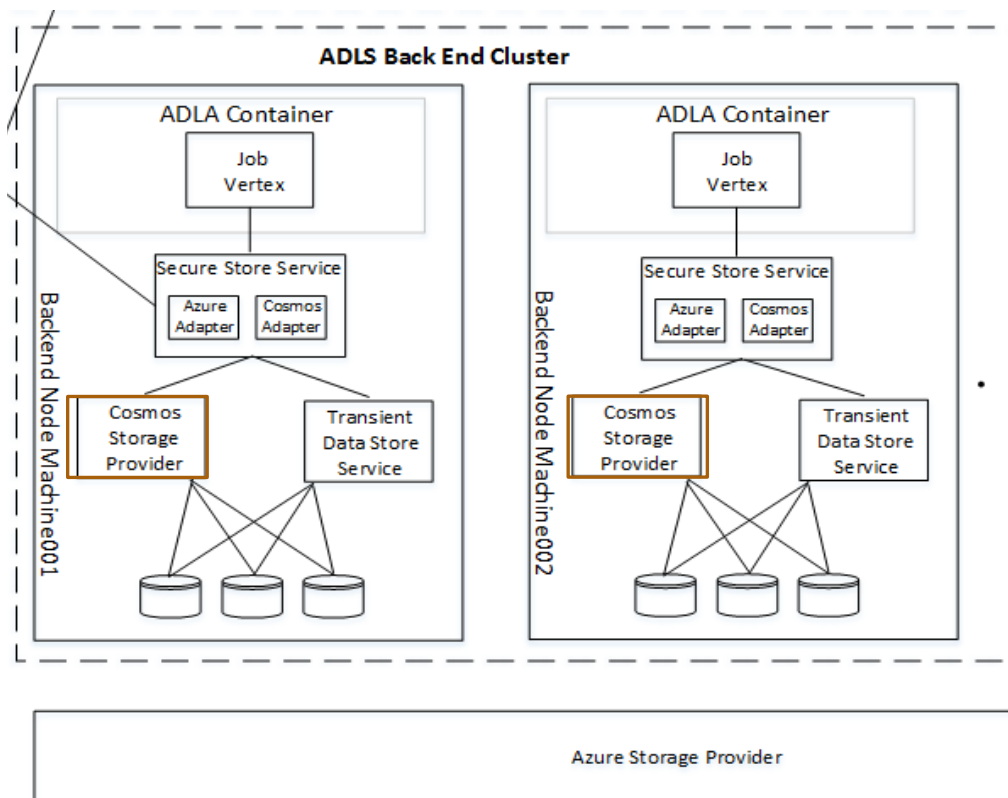 ADLS Back End Cluster
ADLA Container
Job
Vertex
Secure Store Service
Azure
Adapter
Cosmos
Adapter
Cosmos
Storage
Provider
Transient
Data Store
Service
Backend Node Machine001
ADLA Container
Job
Vertex
Secure Store Service
Azure
Adapter
Cosmos
Adapter
Cosmos
Storage
Provider
Transient
Data Store
Service
Backend Node Machine002
Azure Storage Provider